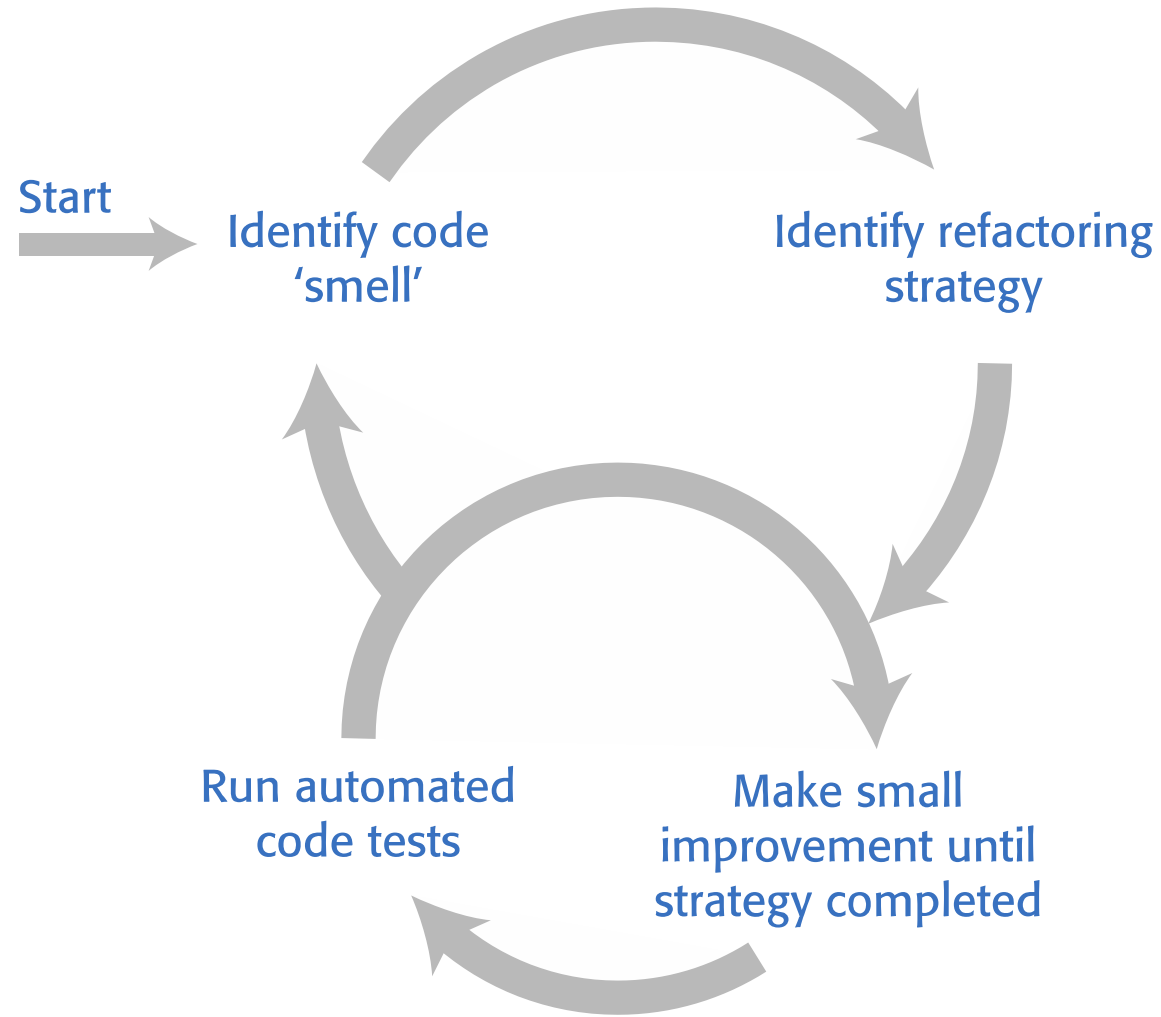 Start
Identify code
‘smell’
Identify refactoring
strategy
Run automated
code tests
Make small
improvement until
strategy completed